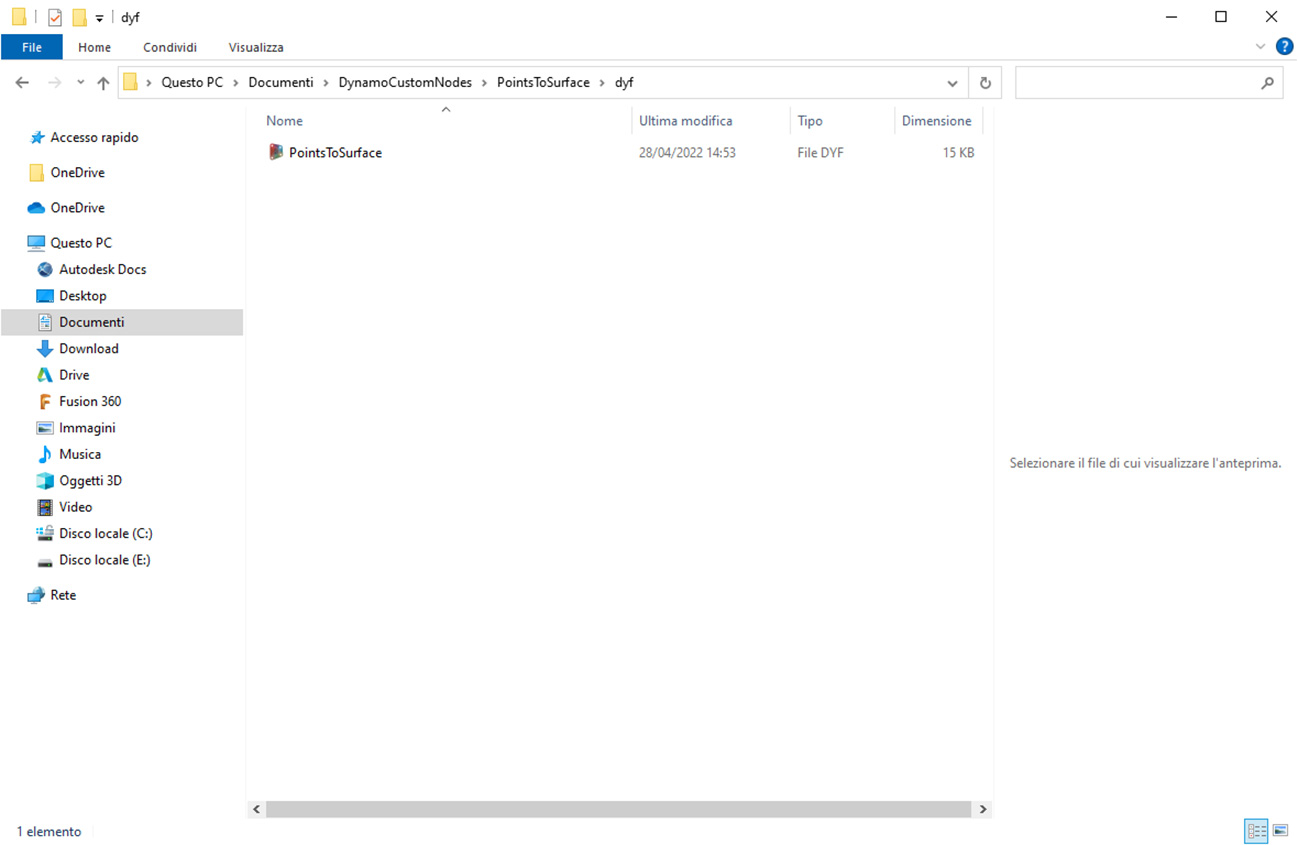 dyf
File Home Condividi Visualizza
Questo PC Documenti DynamoCustomNodes PointsToSurface dyf
Nome Ultima modifica Tipo Dimensione
PointsToSurface 28/04/2022 14:53 File DYF 15 KB
Accesso rapido
OneDrive
OneDrive
Questo PC
Autodesk Docs
Desktop
Documenti
Download
Drive
Fusion 360
Immagini
Musica
Oggetti 3D
Video
Disco locale (C:)
Disco locale (E:)
Rete
Selezionare il file di cui visualizzare l'anteprima.
1 elemento